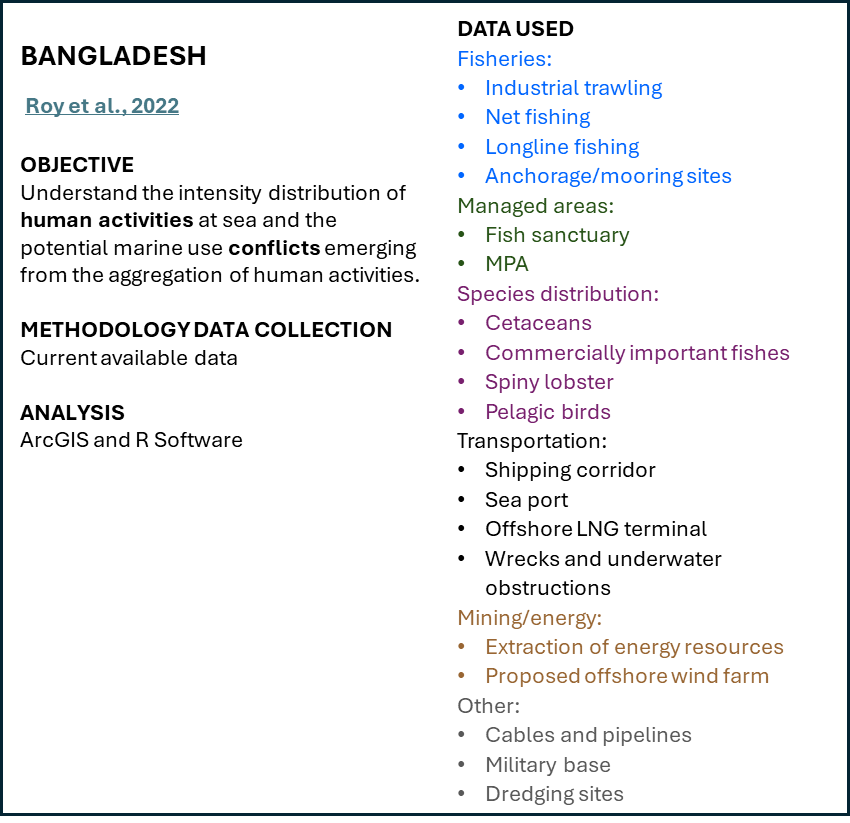 BANGLADESH
Roy et al., 2022
OBJECTIVE
Understand the intensity distribution of
human activities at sea and the
potential marine use conflicts emerging
from the aggregation of human activities.
METHODOLOGY DATA COLLECTION
Current available data
ANALYSIS
ArcGIS and R Software
DATA USED
Fisheries:
• Industrial trawling
• Net fishing
• Longline fishing
• Anchorage/mooring sites
Managed areas:
• Fish sanctuary
• MPA
Species distribution:
• Cetaceans
• Commercially important fishes
• Spiny lobster
• Pelagic birds
Transportation:
• Shipping corridor
• Sea port
• Offshore LNG terminal
• Wrecks and underwater
obstructions
Mining/energy:
• Extraction of energy resources
• Proposed offshore wind farm
Other:
• Cables and pipelines
• Military base
• Dredging sites